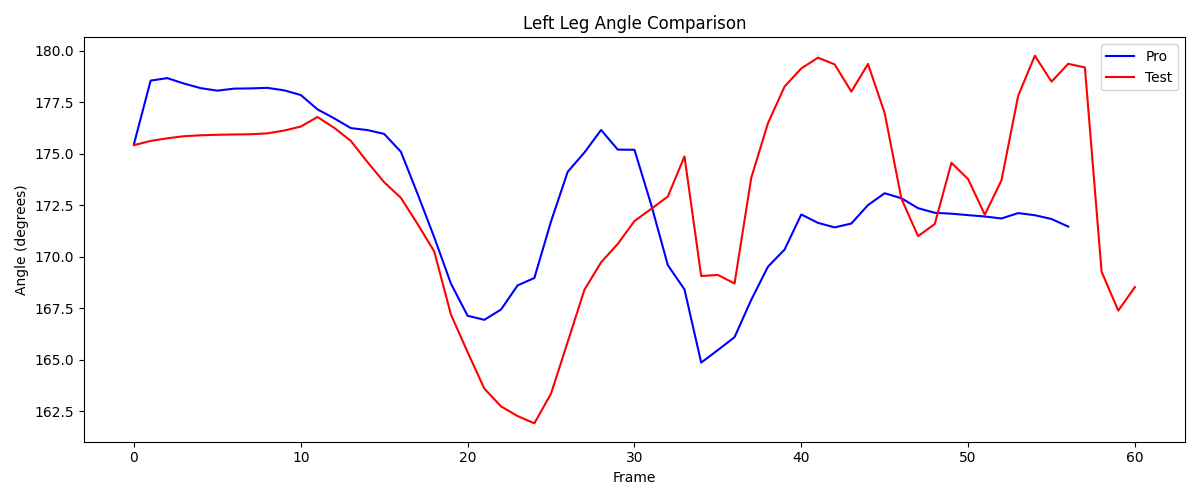 Left Leg Angle Comparison
Pro
Test
Angle (degrees)
180.0
177.5
175.0
172.5
170.0
167.5
165.0
162.5
0 10 20 30 40 50 60
Frame